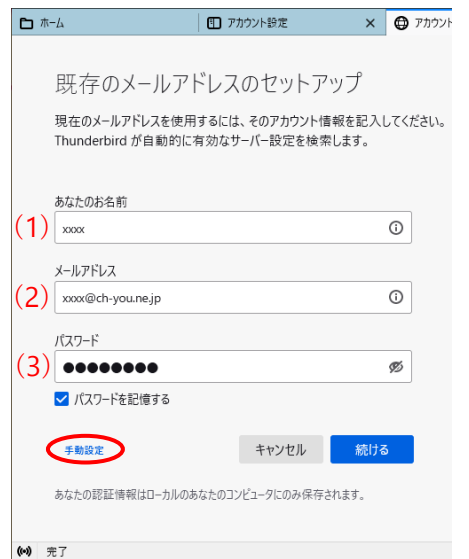 ホーム
アカウント設定
アカウント
既存のメールアドレスのセットアップ
現在のメールアドレスを使用するには、そのアカウント情報を記入してください。
Thunderbird が自動的に有効なサーバー設定を検索します。
あなたのお名前
(1) xxxx
メールアドレス
(2) xxxx@ch-you.ne.jp
パスワード
(3) ●●●●●●●●
パスワードを記憶する
手動設定 キャンセル 続ける
あなたの認証情報はローカルのあなたのコンピュータにのみ保存されます。
完了